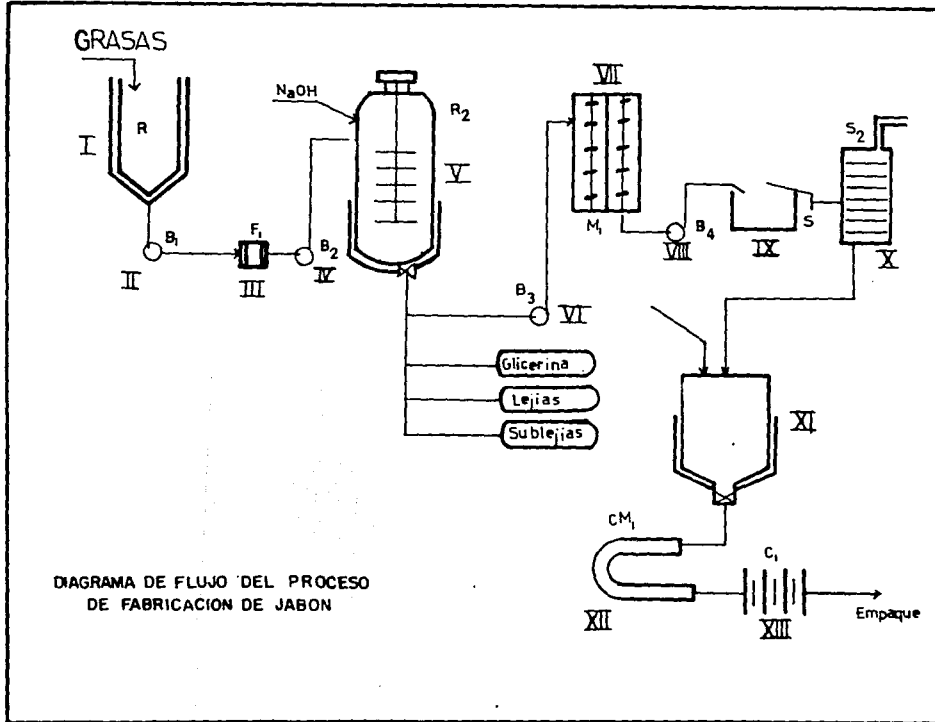 GRASAS
R
I
B1
II
F1
III
B2
IV
NaOH
R2
V
B3
VI
Glicerina
Lejias
Sublejias
VII
M1
B4
VIII
IX
S
S2
X
XI
CM1
XII
C1
XIII
Empaque
DIAGRAMA DE FLUJO DEL PROCESO
DE FABRICACION DE JABON